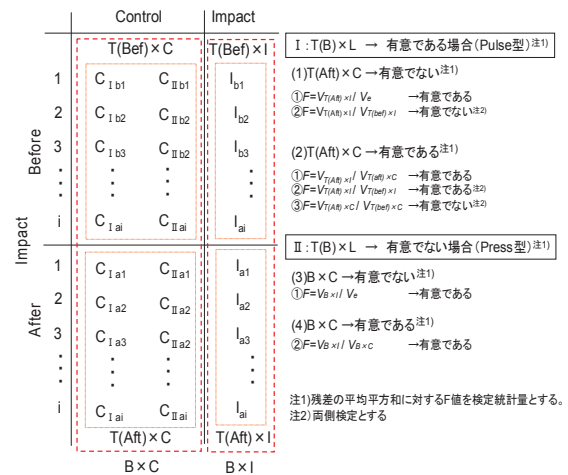 Control Impact
T(Bef)×C T(Bef)×I
Before
Impact
After
1 C Ⅰb1 C Ⅱb1 I b1
2 C Ⅰb2 C Ⅱb2 I b2
3 C Ⅰb3 C Ⅱb2 I b3
i C Ⅰai C Ⅱai I ai
1 C Ⅰa1 C Ⅱa1 I a1
2 C Ⅰa2 C Ⅱa2 I a2
3 C Ⅰa3 C Ⅱa2 I a3
i C Ⅰai C Ⅱai I ai
T(Aft)×C T(Aft)×I
B×C B×I
Ⅰ:T(B)×L → 有意である場合(Pulse型)注1)
(1)T(Aft)×C→有意でない注1)
①F=VT(Aft)×I/ Ve →有意である
②F=VT(Aft)×I/ VT(bef)×I →有意でない注2)
(2)T(Aft)×C→有意である注1)
①F=VT(Aft)×I/ VT(aft)×C →有意である
②F=VT(Aft)×I/ VT(bef)×I →有意である注2)
③F=VT(Aft)×C/ VT(bef)×C →有意でない注2)
Ⅱ:T(B)×L → 有意でない場合(Press型)注1)
(3)B×C→有意でない注1)
①F=VB×I/ Ve →有意である
(4)B×C→有意である注1)
②F=VB×I/ VB×C →有意である
注1)残差の平均平方和に対するF値を検定統計量とする。
注2)両側検定とする